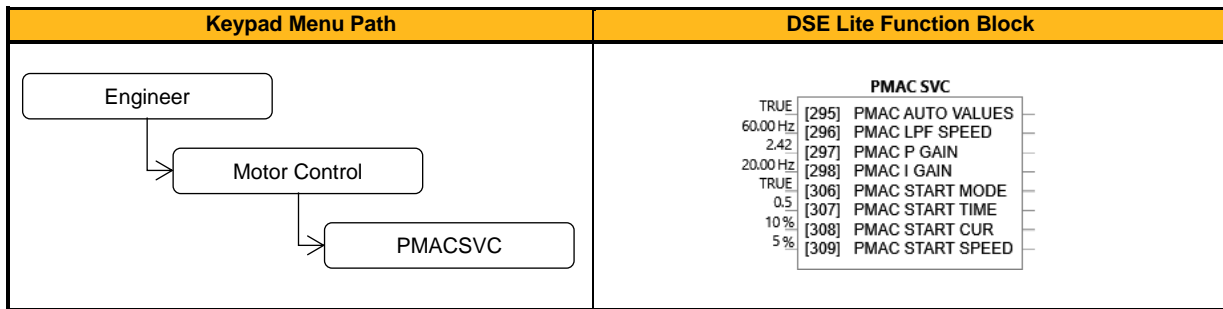 Keypad Menu Path
DSE Lite Function Block
Engineer
Motor Control
PMACSVC
PMAC SVC
TRUE [295] PMAC AUTO VALUES
60.00 Hz [296] PMAC LPF SPEED
2.42 [297] PMAC P GAIN
20.00 Hz [298] PMAC I GAIN
TRUE [306] PMAC START MODE
0.5 [307] PMAC START TIME
10 % [308] PMAC START CUR
5 % [309] PMAC START SPEED